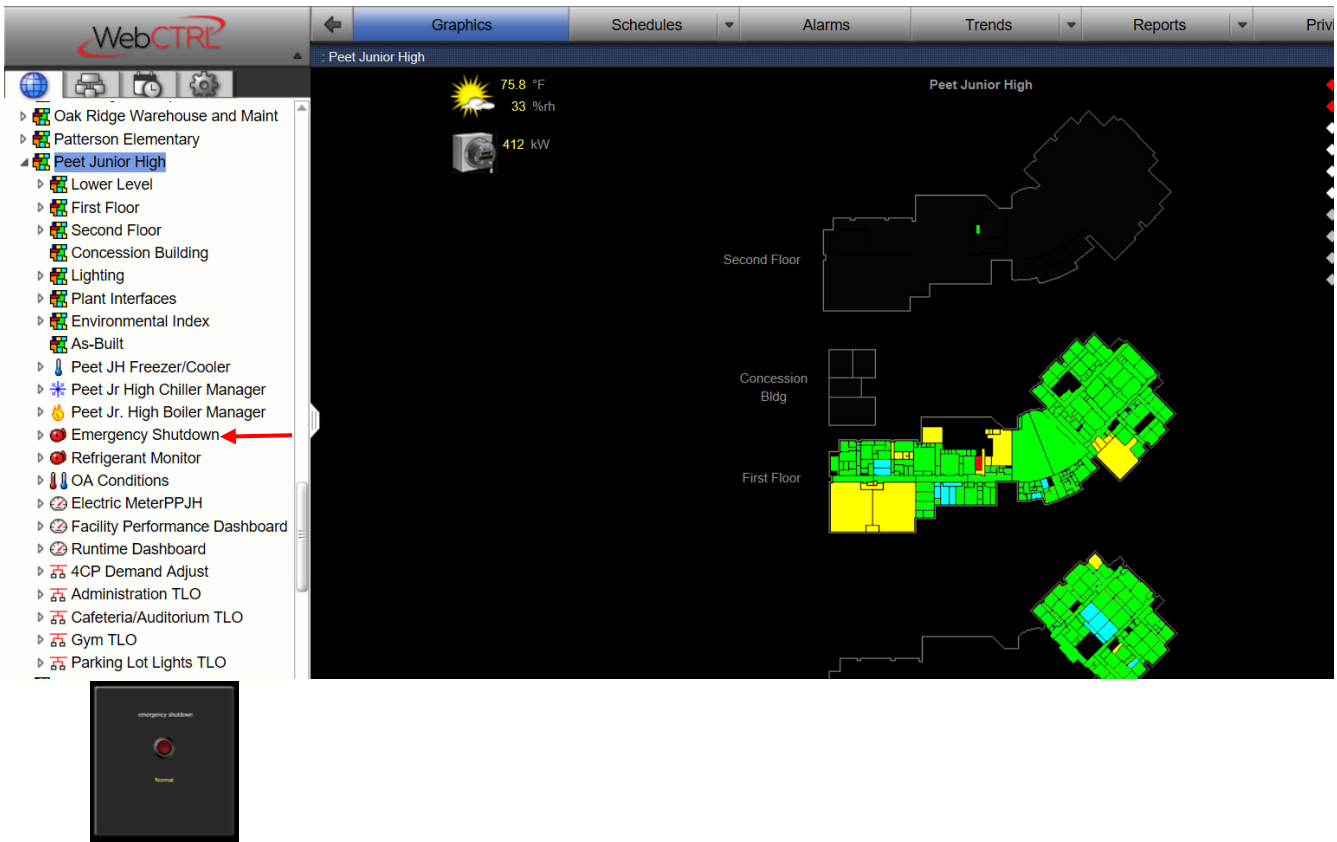 WebCTRL
Graphics
Schedules
Alarms
Trends
Reports
: Peet Junior High
Oak Ridge Warehouse and Maint
Patterson Elementary
Peet Junior High
Lower Level
First Floor
Second Floor
Concession Building
Lighting
Plant Interfaces
Environmental Index
As-Built
Peet JH Freezer/Cooler
Peet Jr High Chiller Manager
Peet Jr. High Boiler Manager
Emergency Shutdown
Refrigerant Monitor
OA Conditions
Electric MeterPPJH
Facility Performance Dashboard
Runtime Dashboard
4CP Demand Adjust
Administration TLO
Cafeteria/Auditorium TLO
Gym TLO
Parking Lot Lights TLO
75.8 °F
33 %rh
412 kW
Peet Junior High
Second Floor
Concession
Bldg
First Floor
emergency shutdown
Normal